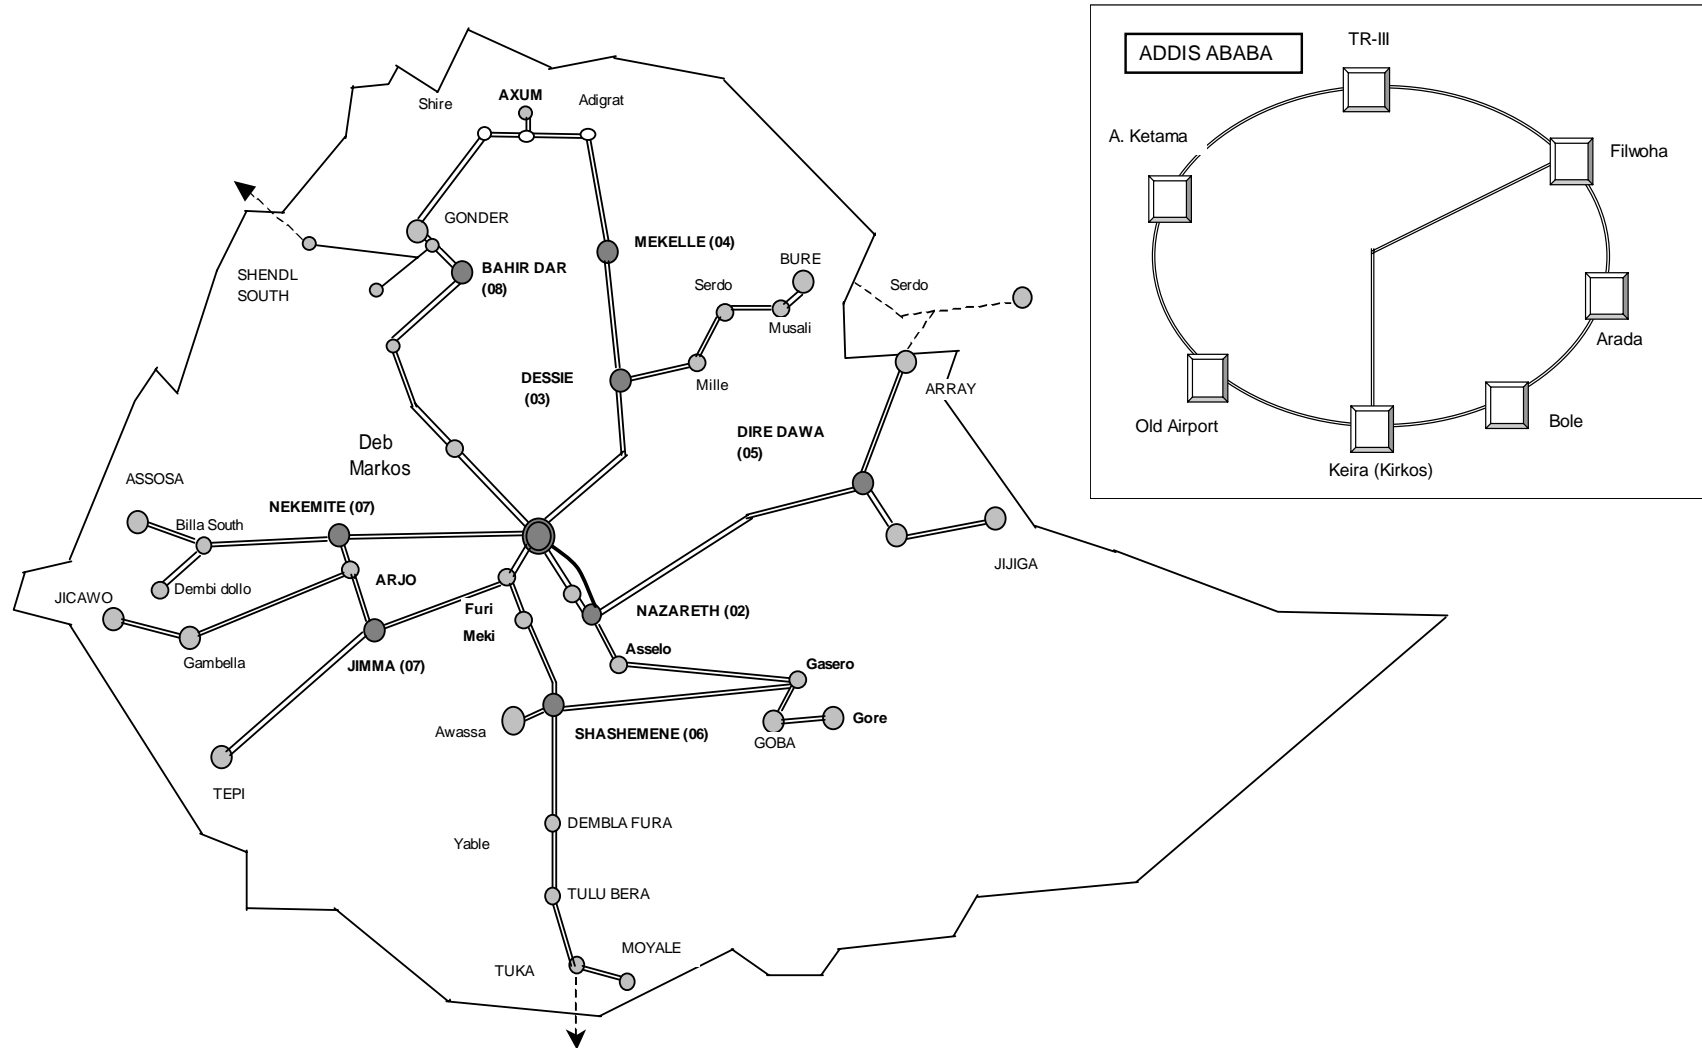 TR-III
ADDIS ABABA
Shire
AXUM
Adigrat
A. Ketama
Filwoha
GONDER
MEKELLE (04)
BURE
SHENDL
SOUTH
BAHIR DAR
(08)
Serdo
Musali
Serdo
Arada
DESSIE
(03)
Mille
ARRAY
Old Airport
Bole
Keira (Kirkos)
Deb
Markos
DIRE DAWA
(05)
ASSOSA
NEKEMITE (07)
Billa South
Dembi dollo
ARJO
JICAWO
Gambella
JIMMA (07)
Furi
Meki
NAZARETH (02)
JIJIGA
Asselo
Gasero
Awassa
SHASHEMENE (06)
GOBA
Gore
TEPI
DEMBLA FURA
Yable
TULU BERA
MOYALE
TUKA